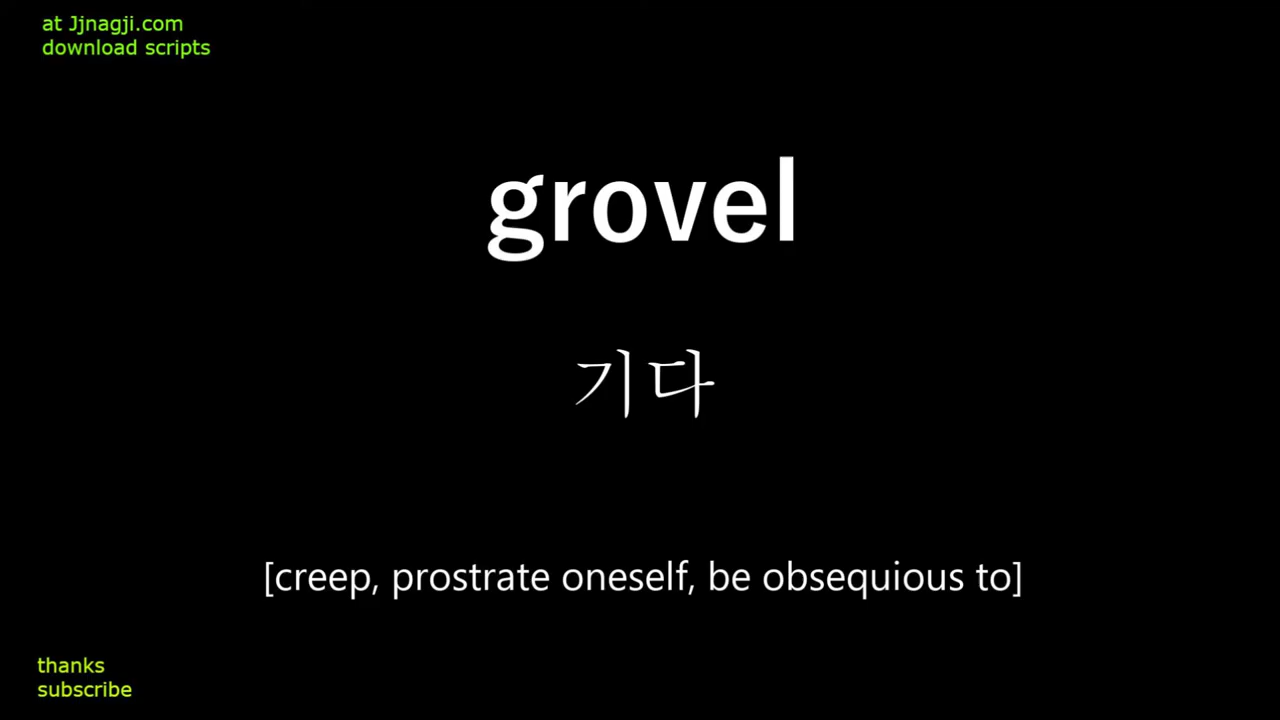 at Jjnagji.com
download scripts
grovel
기다
[creep, prostrate oneself, be obsequious to]
thanks
subscribe